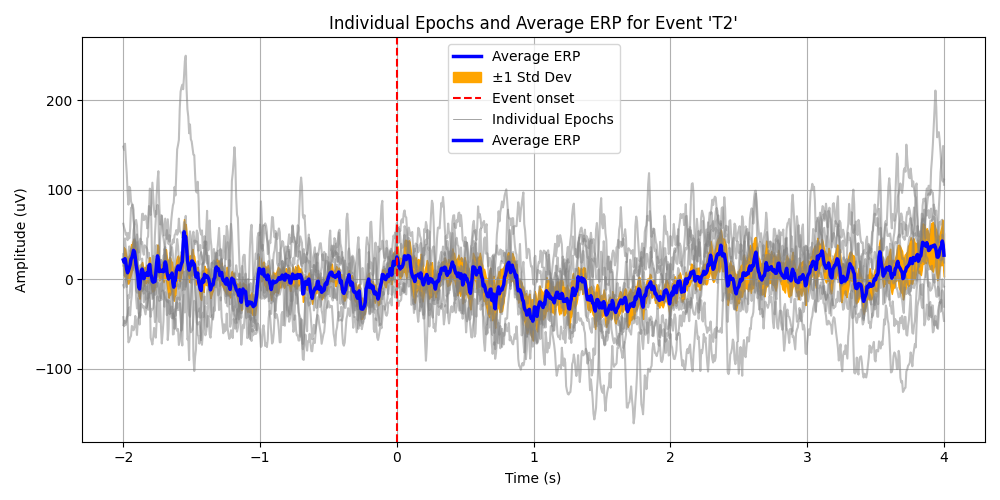 Individual Epochs and Average ERP for Event 'T2'
Average ERP
±1 Std Dev
Event onset
Individual Epochs
Average ERP
Amplitude (uV)
200
100
0
−100
−2 −1 0 1 2 3 4
Time (s)